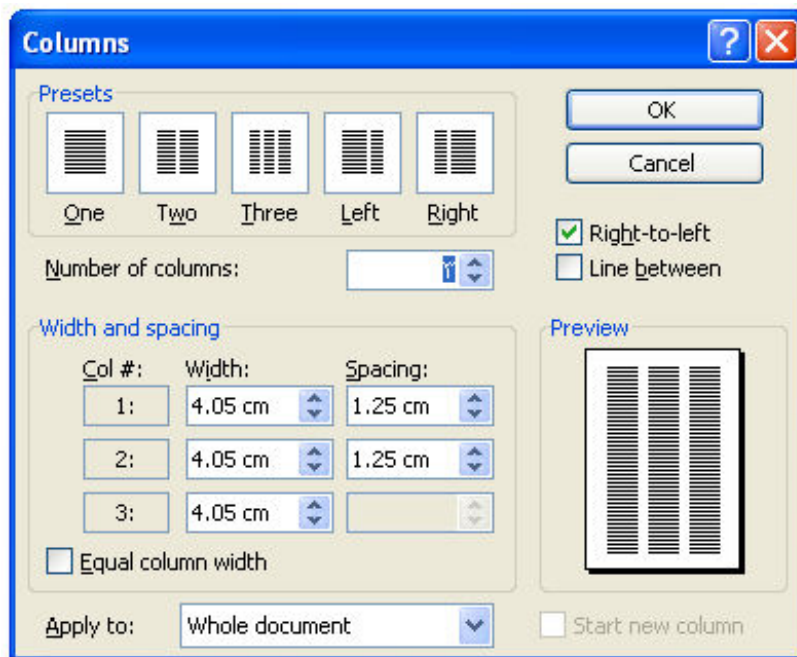 Columns
Presets
One Two Three Left Right
OK
Cancel
Right-to-left
Line between
Number of columns: ٣
Width and spacing
Col #: Width: Spacing:
1: 4.05 cm 1.25 cm
2: 4.05 cm 1.25 cm
3: 4.05 cm
Equal column width
Preview
Apply to: Whole document
Start new column